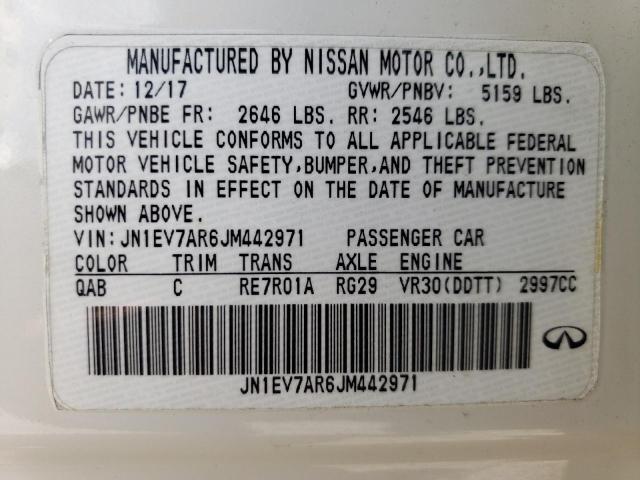 MANUFACTURED BY NISSAN MOTOR CO.,LTD.
DATE: 12/17 GVWR/PNBV: 5159 LBS.
GAWR/PNBE FR: 2646 LBS. RR: 2546 LBS.
THIS VEHICLE CONFORMS TO ALL APPLICABLE FEDERAL
MOTOR VEHICLE SAFETY,BUMPER,AND THEFT PREVENTION
STANDARDS IN EFFECT ON THE DATE OF MANUFACTURE
SHOWN ABOVE.
VIN:JN1EV7AR6JM442971 PASSENGER CAR
COLOR TRIM TRANS AXLE ENGINE
QAB C RE7R01A RG29 VR30(DDTT) 2997CC
JN1EV7AR6JM442971